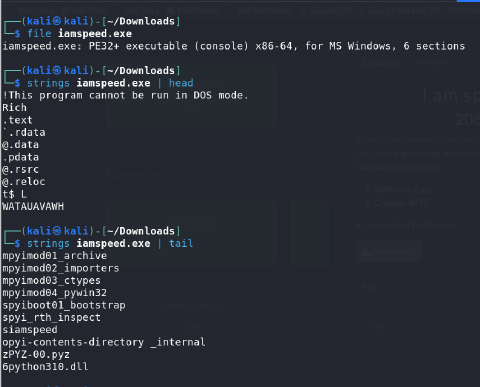 ┌──(kali㉿kali)-[~/Downloads]
└─$ file iamspeed.exe
iamspeed.exe: PE32+ executable (console) x86-64, for MS Windows, 6 sections
┌──(kali㉿kali)-[~/Downloads]
└─$ strings iamspeed.exe | head
!This program cannot be run in DOS mode.
Rich
.text
`.rdata
@.data
.pdata
@.rsrc
@.reloc
t$ L
WATAUAVAWH
┌──(kali㉿kali)-[~/Downloads]
└─$ strings iamspeed.exe | tail
mpyimod01_archive
mpyimod02_importers
mpyimod03_ctypes
mpyimod04_pywin32
spyiboot01_bootstrap
spyi_rth_inspect
siamspeed
opyi-contents-directory _internal
zPYZ-00.pyz
6python310.dll